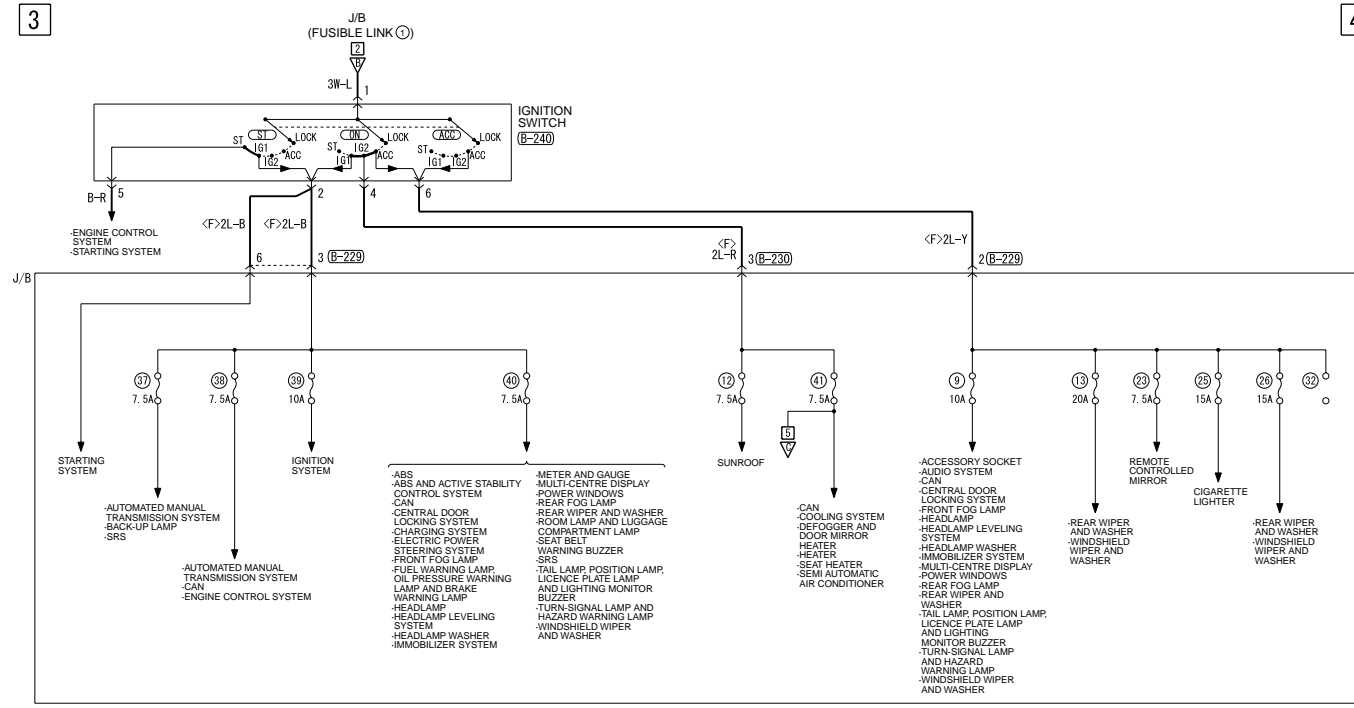 3
4
J/B
(FUSIBLE LINK ①)
2
B
3W-L
1
IGNITION
SWITCH
(B-240)
ST
ST
IG1
IG2
ACC
LOCK
ON
ST
IG1
IG2
ACC
LOCK
ACC
ST
IG1
IG2
ACC
LOCK
B-R
5
2
4
6
-ENGINE CONTROL
SYSTEM
-STARTING SYSTEM
<F>2L-B
<F>2L-B
<F>
2L-R
<F>2L-Y
6
3 (B-229)
3 (B-230)
2 (B-229)
J/B
37
7.5A
38
7.5A
39
10A
40
7.5A
12
7.5A
41
7.5A
9
10A
13
20A
23
7.5A
25
15A
26
15A
32
5
C
STARTING
SYSTEM
-AUTOMATED MANUAL
TRANSMISSION SYSTEM
-BACK-UP LAMP
-SRS
-AUTOMATED MANUAL
TRANSMISSION SYSTEM
-CAN
-ENGINE CONTROL SYSTEM
IGNITION
SYSTEM
-ABS
-ABS AND ACTIVE STABILITY
CONTROL SYSTEM
-CAN
-CENTRAL DOOR
LOCKING SYSTEM
-CHARGING SYSTEM
-ELECTRIC POWER
STEERING SYSTEM
-FRONT FOG LAMP
-FUEL WARNING LAMP,
OIL PRESSURE WARNING
LAMP AND BRAKE
WARNING LAMP
-HEADLAMP
-HEADLAMP LEVELING
SYSTEM
-HEADLAMP WASHER
-IMMOBILIZER SYSTEM
-METER AND GAUGE
-MULTI-CENTRE DISPLAY
-POWER WINDOWS
-REAR FOG LAMP
-REAR WIPER AND WASHER
-ROOM LAMP AND LUGGAGE
COMPARTMENT LAMP
-SEAT BELT
WARNING BUZZER
-SRS
-TAIL LAMP, POSITION LAMP,
LICENCE PLATE LAMP
AND LIGHTING MONITOR
BUZZER
-TURN-SIGNAL LAMP AND
HAZARD WARNING LAMP
-WINDSHIELD WIPER
AND WASHER
SUNROOF
-CAN
-COOLING SYSTEM
-DEFOGGER AND
DOOR MIRROR
HEATER
-HEATER
-SEAT HEATER
-SEMI AUTOMATIC
AIR CONDITIONER
-ACCESSORY SOCKET
-AUDIO SYSTEM
-CAN
-CENTRAL DOOR
LOCKING SYSTEM
-FRONT FOG LAMP
-HEADLAMP
-HEADLAMP LEVELING
SYSTEM
-HEADLAMP WASHER
-IMMOBILIZER SYSTEM
-MULTI-CENTRE DISPLAY
-POWER WINDOWS
-REAR FOG LAMP
-REAR WIPER AND
WASHER
-TAIL LAMP, POSITION LAMP,
LICENCE PLATE LAMP
AND LIGHTING
MONITOR BUZZER
-TURN-SIGNAL LAMP
AND HAZARD
WARNING LAMP
-WINDSHIELD WIPER
AND WASHER
-REAR WIPER
AND WASHER
-WINDSHIELD
WIPER AND
WASHER
REMOTE
CONTROLLED
MIRROR
CIGARETTE
LIGHTER
-REAR WIPER
AND WASHER
-WINDSHIELD
WIPER AND
WASHER